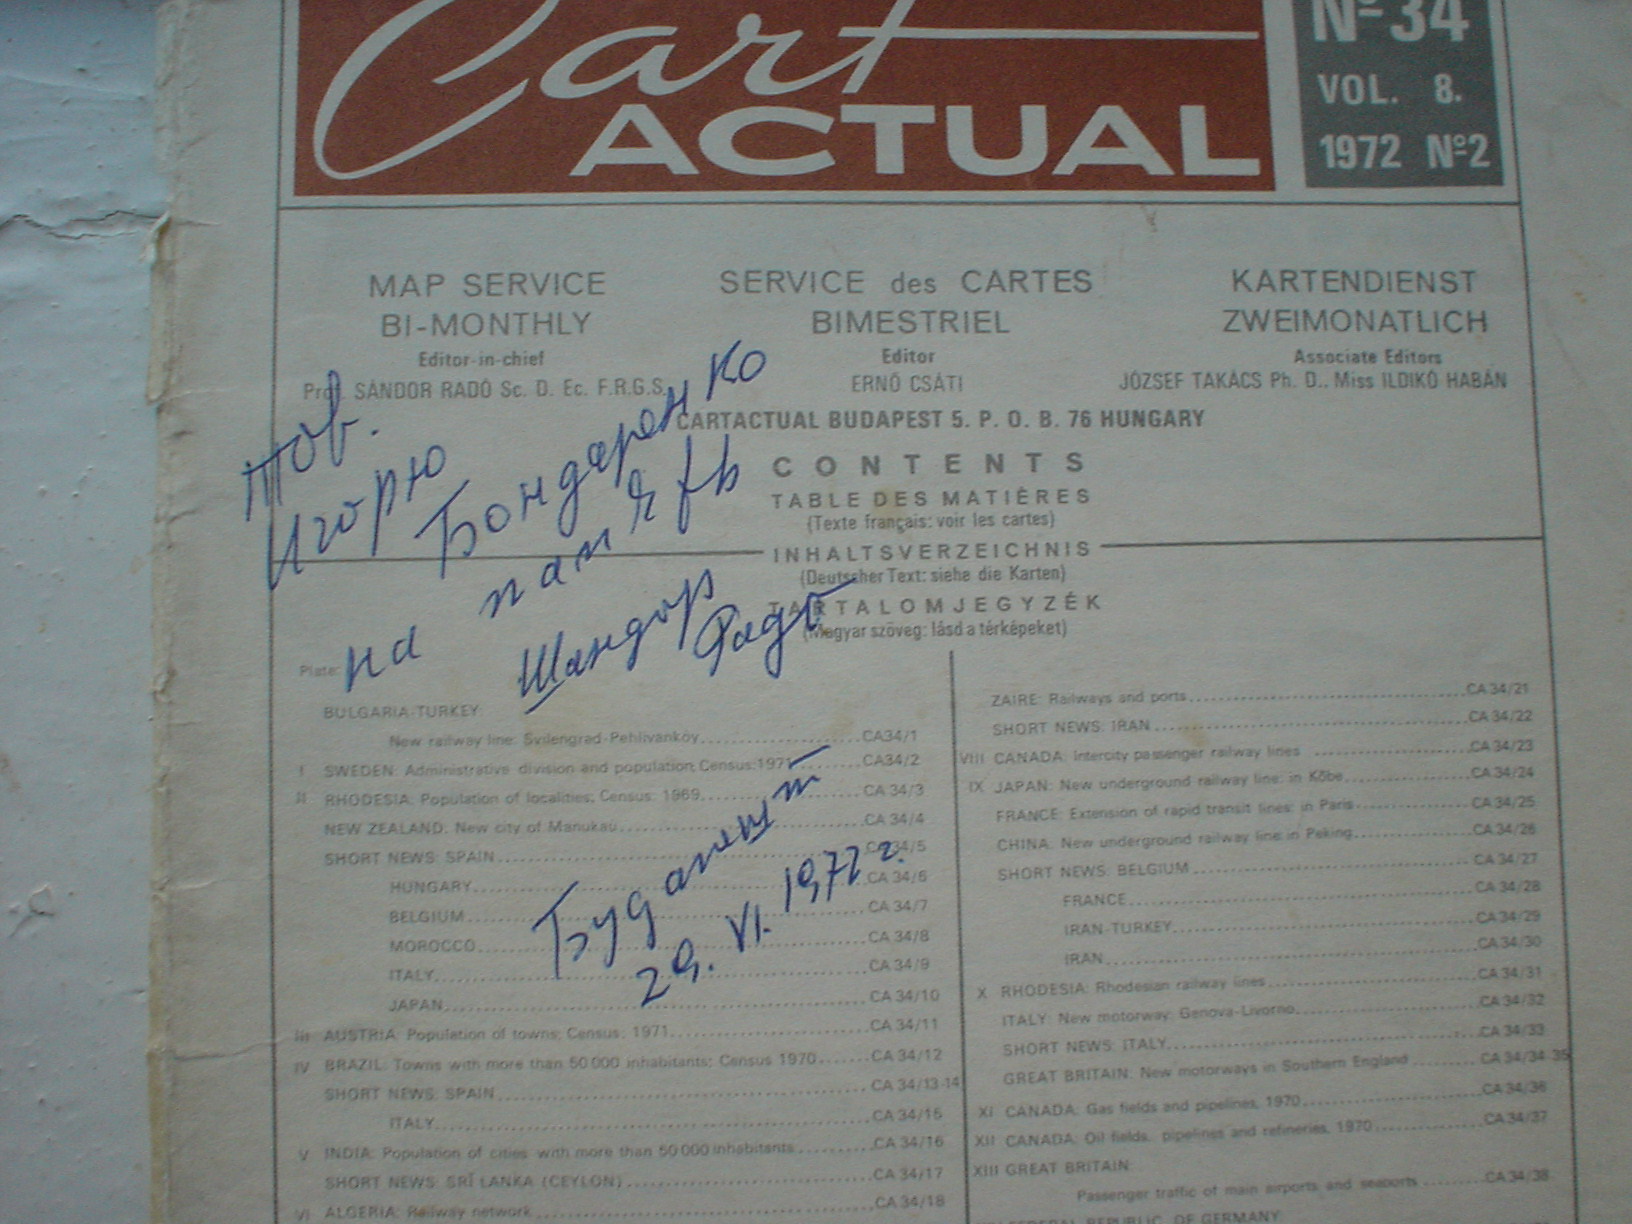 Cart
ACTUAL
Nº 34
VOL. 8.
1972 Nº2
MAP SERVICE
BI-MONTHLY
Editor-in-chief
Prof. SÁNDOR RADÓ Sc. D. Ec. F.R.G.S.
SERVICE des CARTES
BIMESTRIEL
Editor
ERNŐ CSÁTI
KARTENDIENST
ZWEIMONATLICH
Associate Editors
JÓZSEF TAKÁCS Ph. D., Miss ILDIKÓ HABÁN
CARTACTUAL BUDAPEST 5. P. O. B. 76 HUNGARY
CONTENTS
TABLE DES MATIÈRES
(Texte français: voir les cartes)
INHALTSVERZEICHNIS
(Deutscher Text: siehe die Karten)
TARTALOMJEGYZÉK
(Magyar szöveg: lásd a térképeket)
Тов.
Игорю
Бондаренко
на память
Шандор
Радо
Будапешт
29. VI. 1972 г.
Plate:
BULGARIA-TURKEY:
New railway line: Svilengrad-Pehlivanköy CA34/1
I SWEDEN: Administrative division and population; Census: 1971 CA34/2
II RHODESIA: Population of localities; Census: 1969 CA 34/3
NEW ZEALAND: New city of Manukau CA 34/4
SHORT NEWS: SPAIN CA 34/5
HUNGARY CA 34/6
BELGIUM CA 34/7
MOROCCO CA 34/8
ITALY CA 34/9
JAPAN CA 34/10
III AUSTRIA: Population of towns; Census: 1971 CA 34/11
IV BRAZIL: Towns with more than 50 000 inhabitants; Census 1970 CA 34/12
SHORT NEWS: SPAIN CA 34/13-14
ITALY CA 34/15
V INDIA: Population of cities with more than 50 000 inhabitants CA 34/16
SHORT NEWS: SRĪ LANKA (CEYLON) CA 34/17
VI ALGERIA: Railway network CA 34/18
ZAIRE: Railways and ports CA 34/21
SHORT NEWS: IRAN CA 34/22
VIII CANADA: Intercity passenger railway lines CA 34/23
IX JAPAN: New underground railway line: in Kōbe CA 34/24
FRANCE: Extension of rapid transit lines: in Paris CA 34/25
CHINA: New underground railway line: in Peking CA 34/26
SHORT NEWS: BELGIUM CA 34/27
FRANCE CA 34/28
IRAN-TURKEY CA 34/29
IRAN CA 34/30
X RHODESIA: Rhodesian railway lines CA 34/31
ITALY: New motorway: Genova-Livorno CA 34/32
SHORT NEWS: ITALY CA 34/33
GREAT BRITAIN: New motorways in Southern England CA 34/34-35
XI CANADA: Gas fields and pipelines, 1970 CA 34/36
XII CANADA: Oil fields, pipelines and refineries, 1970 CA 34/37
XIII GREAT BRITAIN:
Passenger traffic of main airports and seaports CA 34/38
FEDERAL REPUBLIC OF GERMANY: